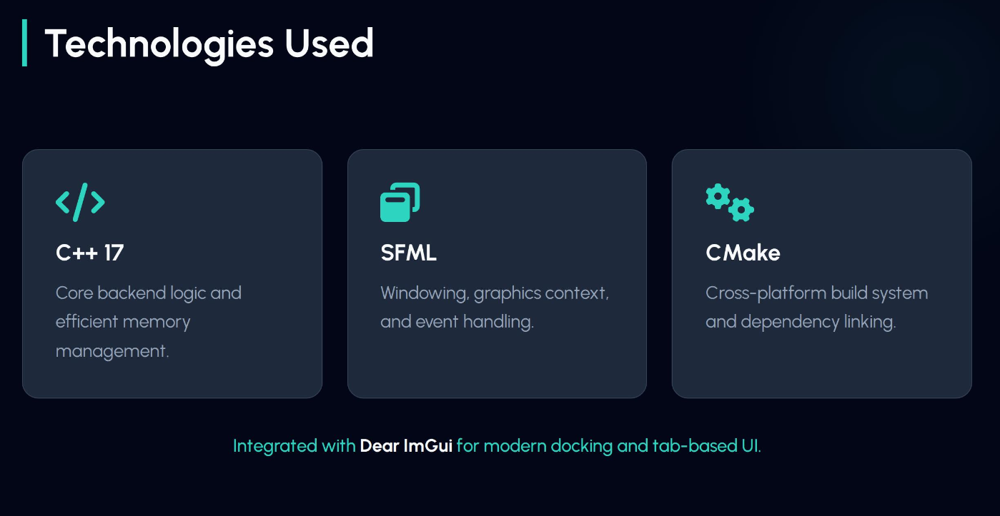 Technologies Used
C++ 17
Core backend logic and
efficient memory
management.
SFML
Windowing, graphics context,
and event handling.
CMake
Cross-platform build system
and dependency linking.
Integrated with Dear ImGui for modern docking and tab-based UI.